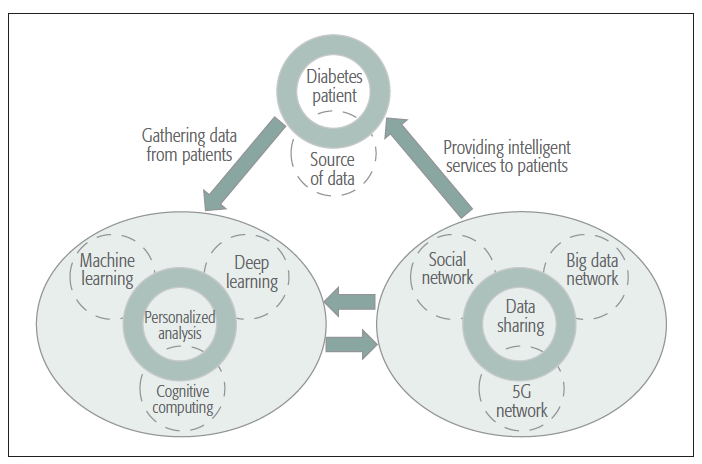 Diabetes
patient
Source
of data
Gathering data
from patients
Providing intelligent
services to patients
Machine
learning
Deep
learning
Personalized
analysis
Cognitive
computing
Social
network
Big data
network
Data
sharing
5G
network